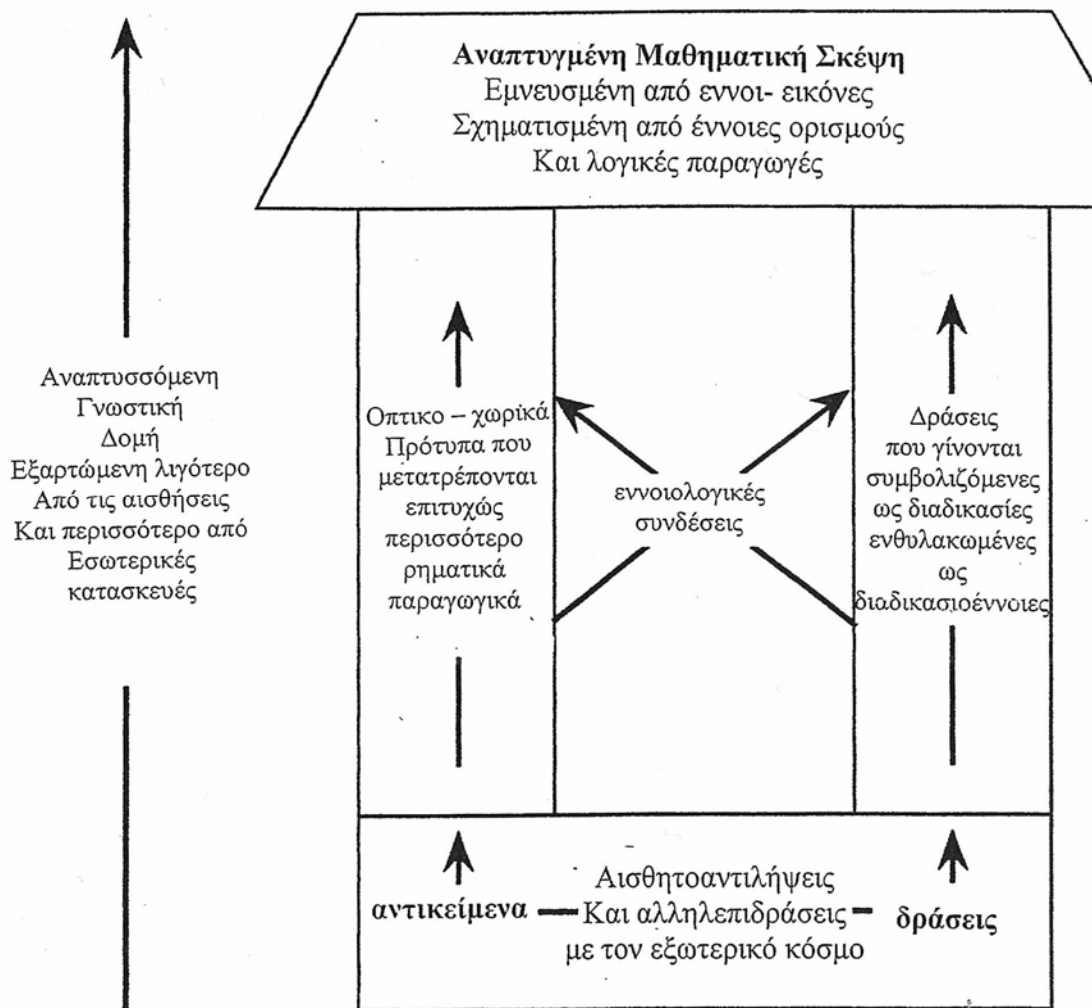 Αναπτυγμένη Μαθηματική Σκέψη
Εμνευσμένη από εννοι- εικόνες
Σχηματισμένη από έννοιες ορισμούς
Και λογικές παραγωγές
Αναπτυσσόμενη
Γνωστική
Δομή
Εξαρτώμενη λιγότερο
Από τις αισθήσεις
Και περισσότερο από
Εσωτερικές
κατασκευές
Οπτικο – χωρικά
Πρότυπα που
μετατρέπονται
επιτυχώς
περισσότερο
ρηματικά
παραγωγικά
εννοιολογικές
συνδέσεις
Δράσεις
που γίνονται
συμβολιζόμενες
ως διαδικασίες
ενθυλακωμένες
ως
διαδικασιοέννοιες
αντικείμενα
Αισθητοαντιλήψεις
Και αλληλεπιδράσεις
με τον εξωτερικό κόσμο
δράσεις